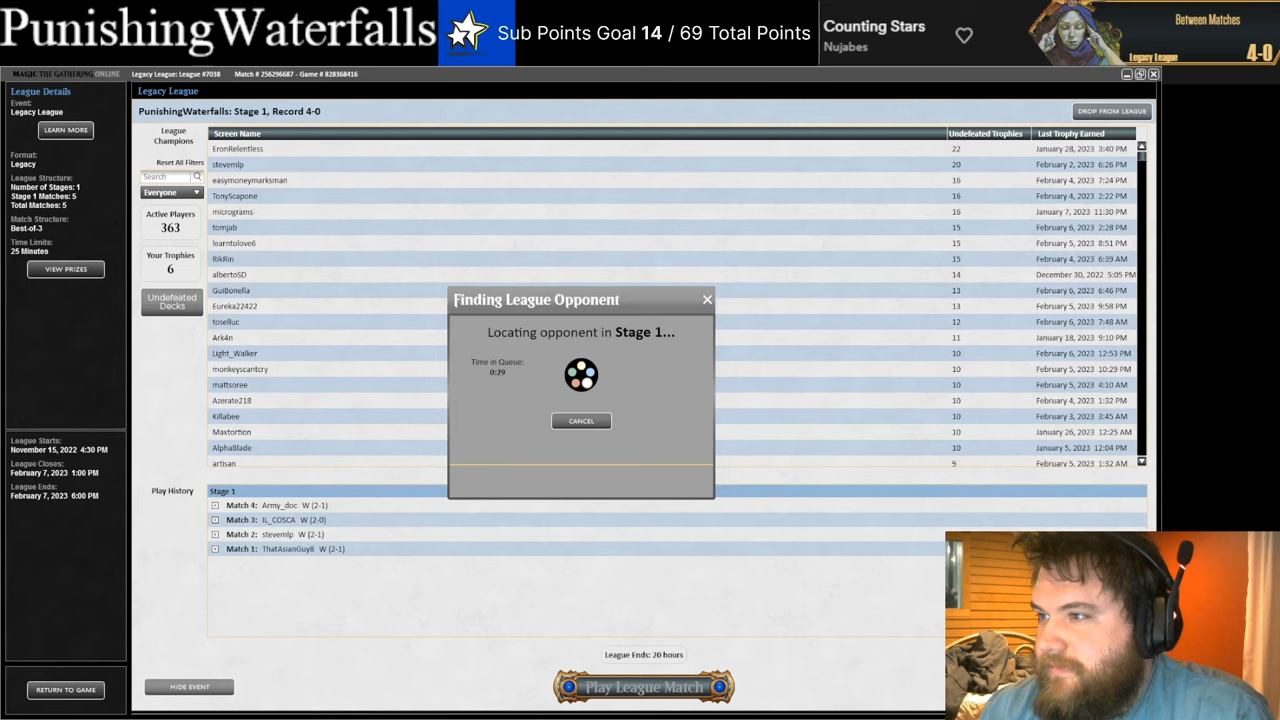 PunishingWaterfalls
Sub Points Goal 14 / 69 Total Points
Counting Stars
Nujabes
Between Matches
Legacy League
4-0
MAGIC THE GATHERING ONLINE
Legacy League: League #7038 Match # 256296687 - Game # 828368416
League Details
Event:
Legacy League
LEARN MORE
Format:
Legacy
League Structure:
Number of Stages: 1
Stage 1 Matches: 5
Total Matches: 5
Match Structure:
Best-of-3
Time Limits:
25 Minutes
VIEW PRIZES
League Starts:
November 15, 2022 4:30 PM
League Closes:
February 7, 2023 1:00 PM
League Ends:
February 7, 2023 6:00 PM
RETURN TO GAME
Legacy League
PunishingWaterfalls: Stage 1, Record 4-0
DROP FROM LEAGUE
League
Champions
Reset All Filters
Search
Everyone
Active Players
363
Your Trophies
6
Undefeated
Decks
Screen Name Undefeated Trophies Last Trophy Earned
EronRelentless 22 January 28, 2023 3:40 PM
stevemlp 20 February 2, 2023 6:26 PM
easymoneymarksman 16 February 4, 2023 7:24 PM
TonyScapone 16 February 4, 2023 2:22 PM
micrograms 16 January 7, 2023 11:30 PM
tomjab 15 February 6, 2023 2:28 PM
learntolove6 15 February 5, 2023 8:51 PM
RikRin 15 February 4, 2023 6:39 AM
albertoSD 14 December 30, 2022 5:05 PM
GuiBonella 13 February 6, 2023 6:46 PM
Eureka22422 13 February 5, 2023 9:58 PM
toselluc 12 February 6, 2023 7:48 AM
Ark4n 11 January 18, 2023 9:10 PM
Light_Walker 10 February 6, 2023 12:53 PM
monkeyscantcry 10 February 5, 2023 10:29 PM
mattsoree 10 February 5, 2023 4:10 AM
Azerate218 10 February 4, 2023 1:32 PM
Killabee 10 February 3, 2023 3:45 AM
Maxtortion 10 January 26, 2023 12:25 AM
AlphaBlade 10 January 5, 2023 12:04 PM
artisan 9 February 5, 2023 1:32 AM
Finding League Opponent
Locating opponent in Stage 1...
Time in Queue:
0:29
CANCEL
Play History
Stage 1
Match 4: Army_doc W (2-1)
Match 3: IL_COSCA W (2-0)
Match 2: stevemlp W (2-1)
Match 1: ThatAsianGuy8 W (2-1)
League Ends: 20 hours
HIDE EVENT
Play League Match